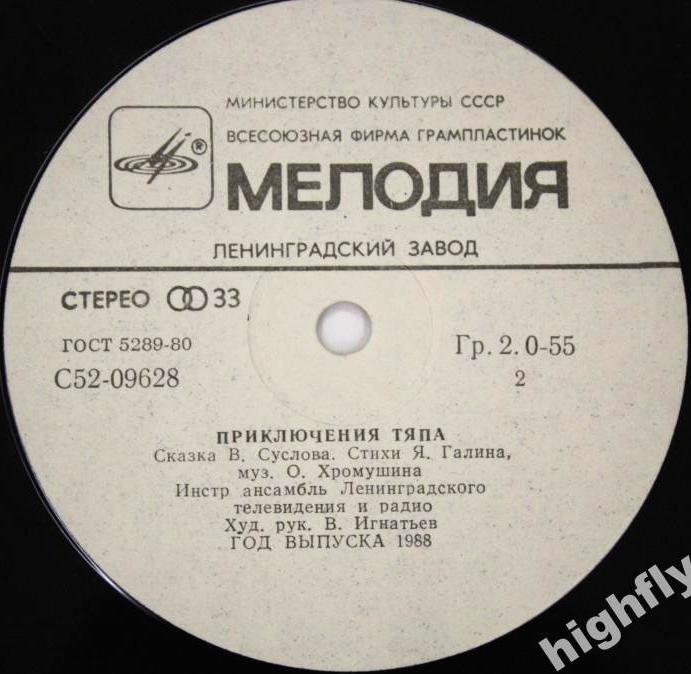 МИНИСТЕРСТВО КУЛЬТУРЫ СССР
ВСЕСОЮЗНАЯ ФИРМА ГРАМПЛАСТИНОК
®
МЕЛОДИЯ
ЛЕНИНГРАДСКИЙ ЗАВОД
СТЕРЕО 33
ГОСТ 5289-80
Гр. 2. 0-55
С52-09628
2
ПРИКЛЮЧЕНИЯ ТЯПА
Сказка В. Суслова. Стихи Я. Галина,
муз. О. Хромушина
Инстр ансамбль Ленинградского
телевидения и радио
Худ. рук. В. Игнатьев
ГОД ВЫПУСКА 1988
highfly